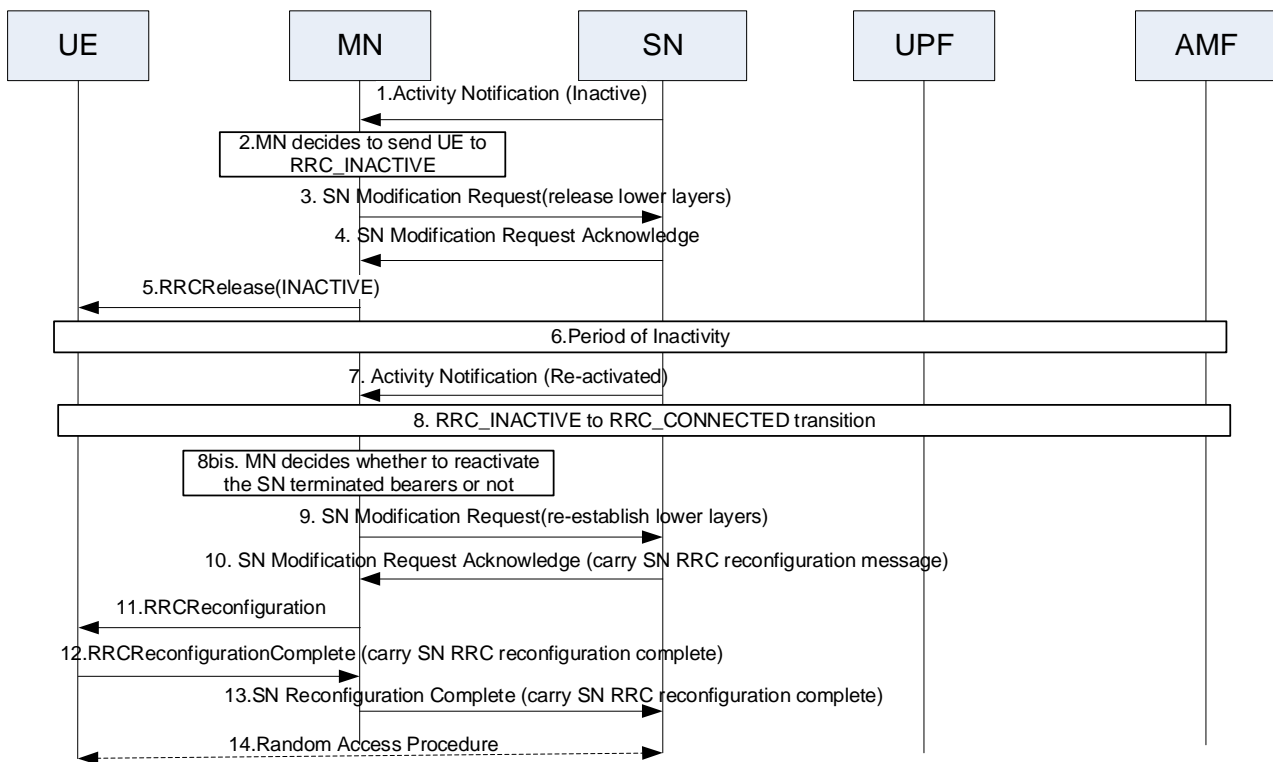 UE
MN
SN
UPF
AMF
1.Activity Notification (Inactive)
2.MN decides to send UE to
RRC_INACTIVE
3. SN Modification Request(release lower layers)
4. SN Modification Request Acknowledge
5.RRCRelease(INACTIVE)
6.Period of Inactivity
7. Activity Notification (Re-activated)
8. RRC_INACTIVE to RRC_CONNECTED transition
8bis. MN decides whether to reactivate
the SN terminated bearers or not
9. SN Modification Request(re-establish lower layers)
10. SN Modification Request Acknowledge (carry SN RRC reconfiguration message)
11.RRCReconfiguration
12.RRCReconfigurationComplete (carry SN RRC reconfiguration complete)
13.SN Reconfiguration Complete (carry SN RRC reconfiguration complete)
14.Random Access Procedure